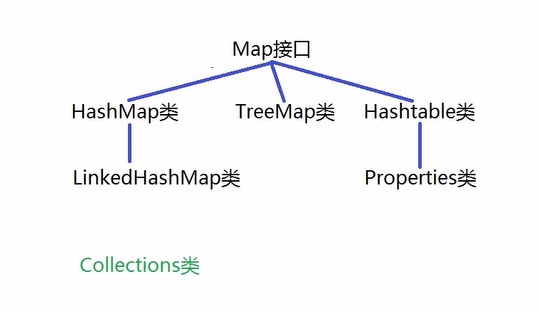 Map接口
HashMap类 TreeMap类 Hashtable类
LinkedHashMap类 Properties类
Collections类